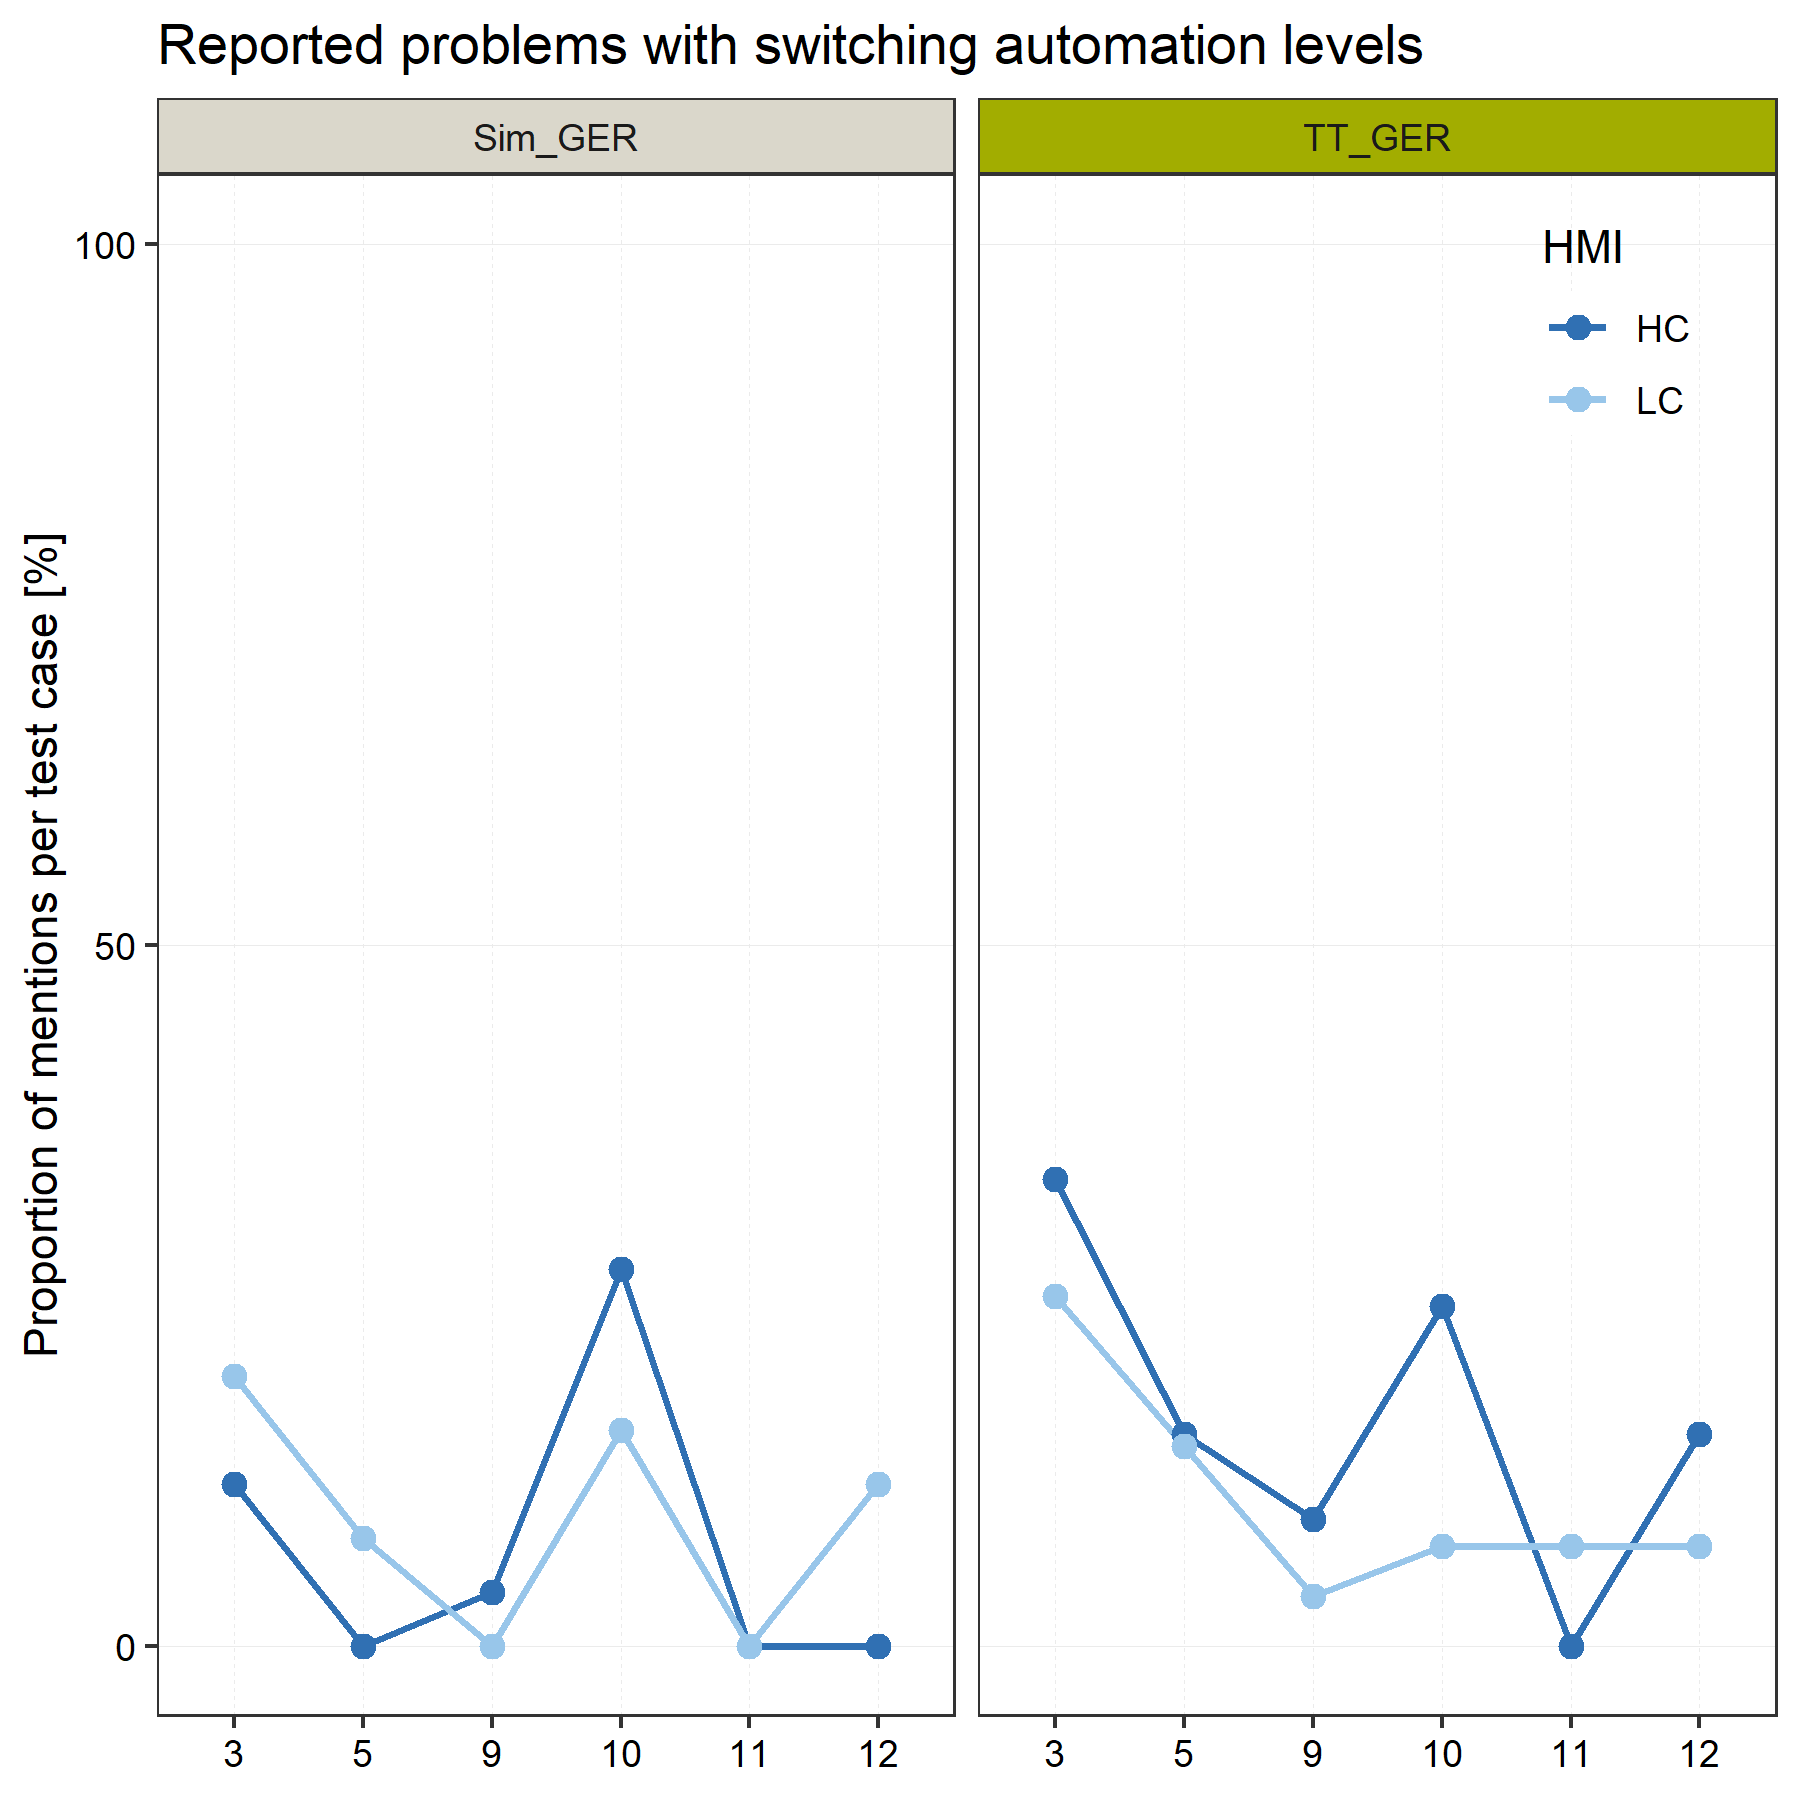 Reported problems with switching automation levels
Sim_GER
TT_GER
Proportion of mentions per test case [%]
100
50
0
HMI
HC
LC
3 5 9 10 11 12
3 5 9 10 11 12